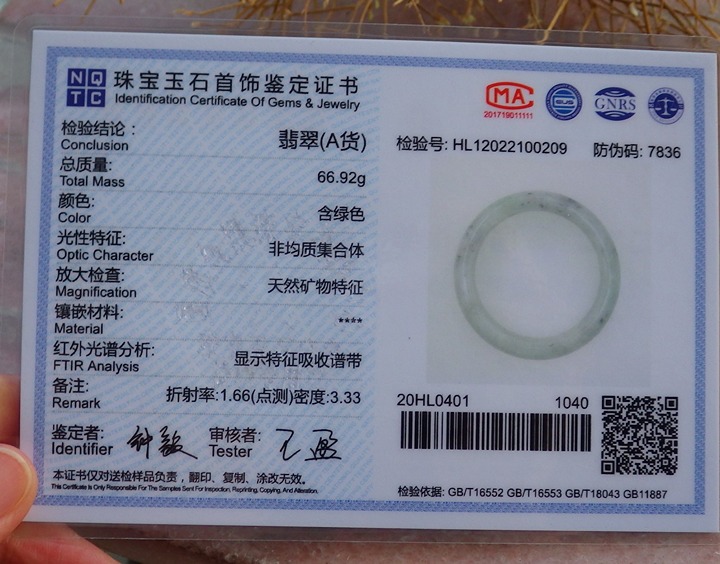 NQTC
珠宝玉石首饰鉴定证书
Identification Certificate Of Gems & Jewelry
检验结论：
Conclusion
翡翠(A货)
总质量:
Total Mass
66.92g
颜色:
Color
含绿色
光性特征:
Optic Character
非均质集合体
放大检查:
Magnification
天然矿物特征
镶嵌材料:
Material
****
红外光谱分析:
FTIR Analysis
显示特征吸收谱带
备注:
Remark
折射率:1.66(点测)密度:3.33
鉴定者:
Identifier
审核者:
Tester
本证书仅对送检样品负责，翻印、复制、涂改无效。
This Certificate Is Only Responsible For The Samples Sent For Inspection, Reprinting, Copying, And Alteration.
MA
201719011111
GNRS
检验号: HL12022100209
防伪码: 7836
20HL0401
1040
检验依据: GB/T16552 GB/T16553 GB/T18043 GB11887